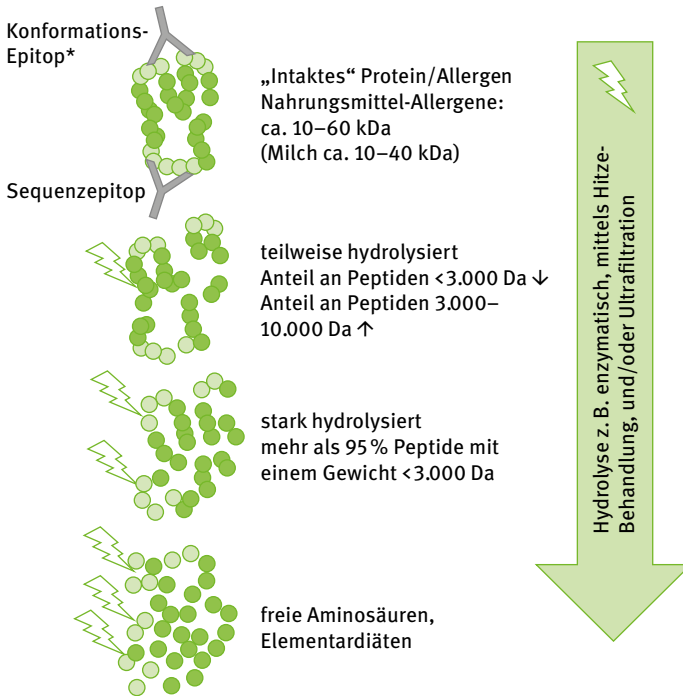 Konformations-
Epitop*
„Intaktes“ Protein/Allergen
Nahrungsmittel-Allergene:
ca. 10–60 kDa
(Milch ca. 10–40 kDa)
Sequenzepitop
teilweise hydrolysiert
Anteil an Peptiden <3.000 Da ↓
Anteil an Peptiden 3.000–
10.000 Da ↑
stark hydrolysiert
mehr als 95 % Peptide mit
einem Gewicht <3.000 Da
freie Aminosäuren,
Elementardiäten
Hydrolyse z. B. enzymatisch, mittels Hitze-
Behandlung, und/oder Ultrafiltration